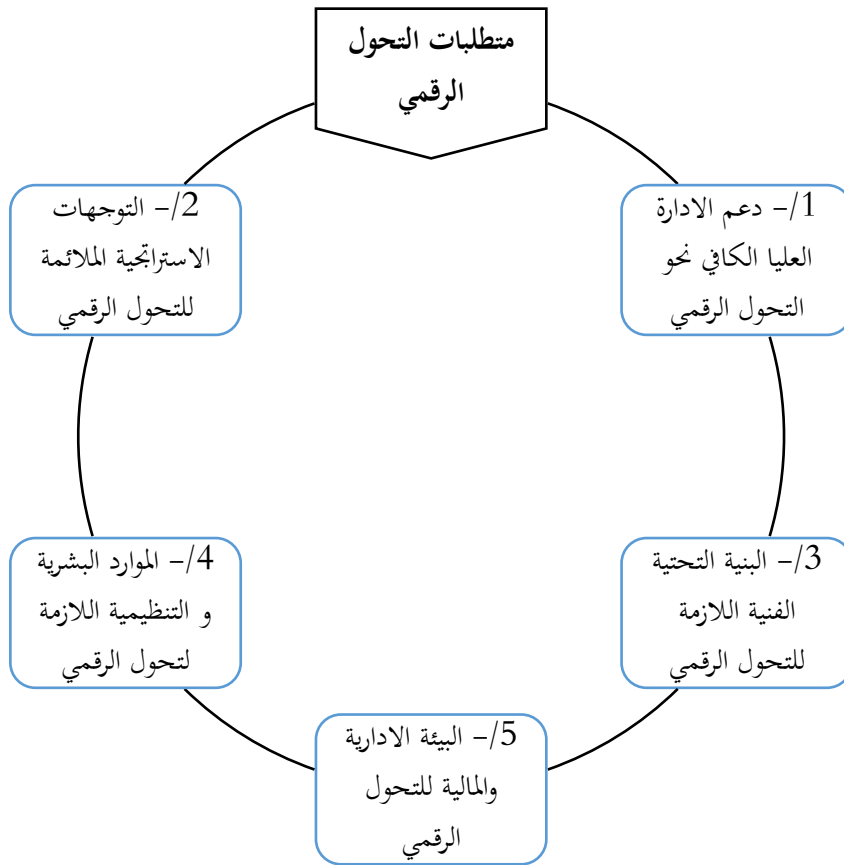 متطلبات التحول
الرقمي
1/- دعم الادارة
العليا الكافي نحو
التحول الرقمي
2/- التوجهات
الاستراتجية الملائمة
للتحول الرقمي
3/- البنية التحتية
الفنية اللازمة
للتحول الرقمي
4/- الموارد البشرية
و التنظيمية اللازمة
لتحول الرقمي
5/- البيئة الادارية
والمالية للتحول
الرقمي